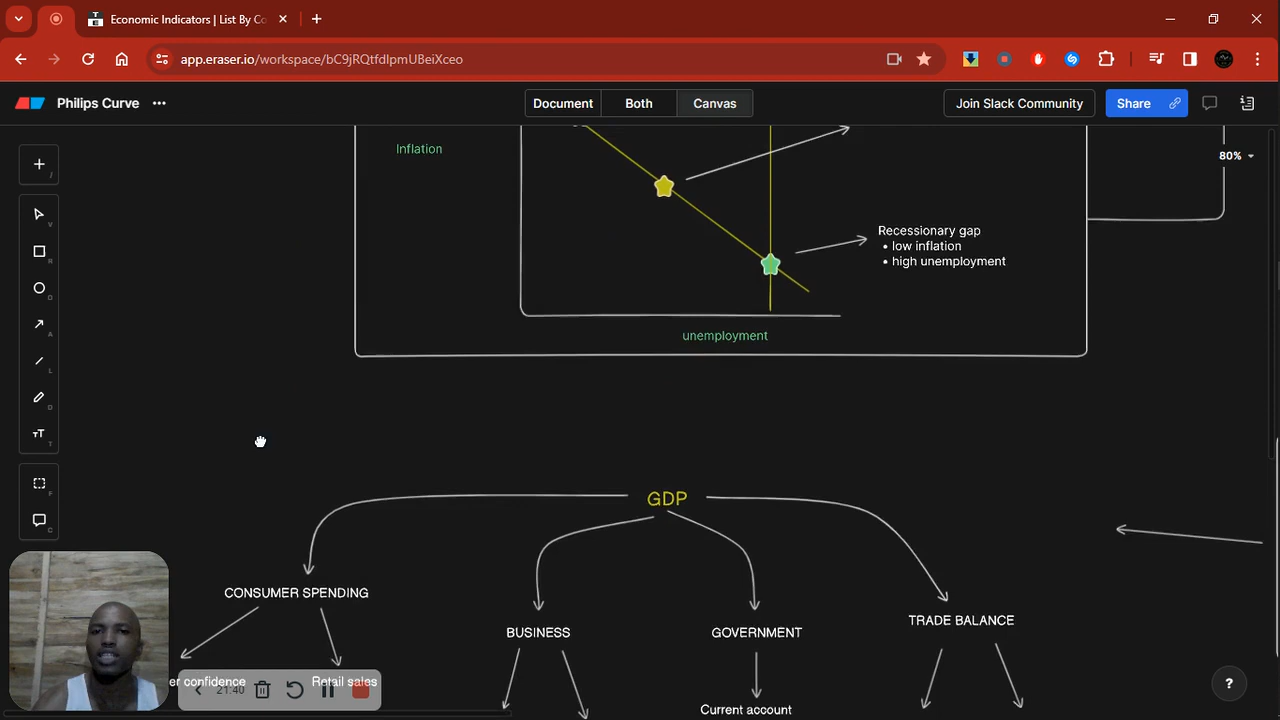 Economic Indicators | List By Co
app.eraser.io/workspace/bC9jRQtfdIpmUBeiXceo
Philips Curve
Document
Both
Canvas
Join Slack Community
Share
80%
Inflation
Recessionary gap
• low inflation
• high unemployment
unemployment
GDP
CONSUMER SPENDING
BUSINESS
GOVERNMENT
TRADE BALANCE
er confidence
Retail sales
21:40
Current account
?